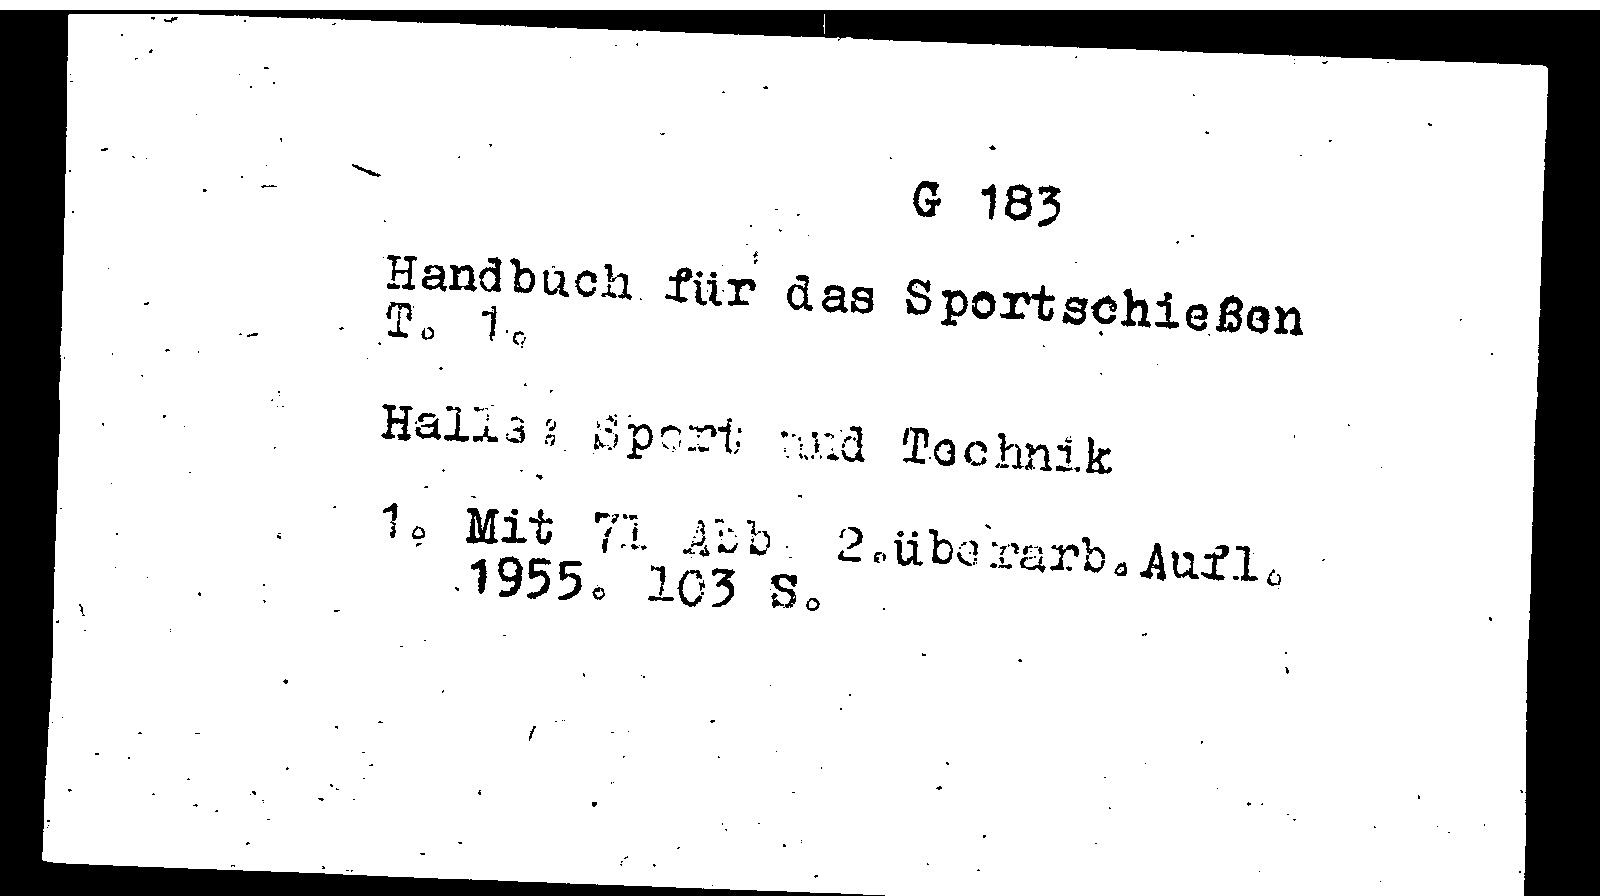 G 183
Handbuch für das Sportschießen
T. 1.
Halle: Sport und Technik
1. Mit 71 Abb. 2.überarb.Aufl.
1955. 103 S.